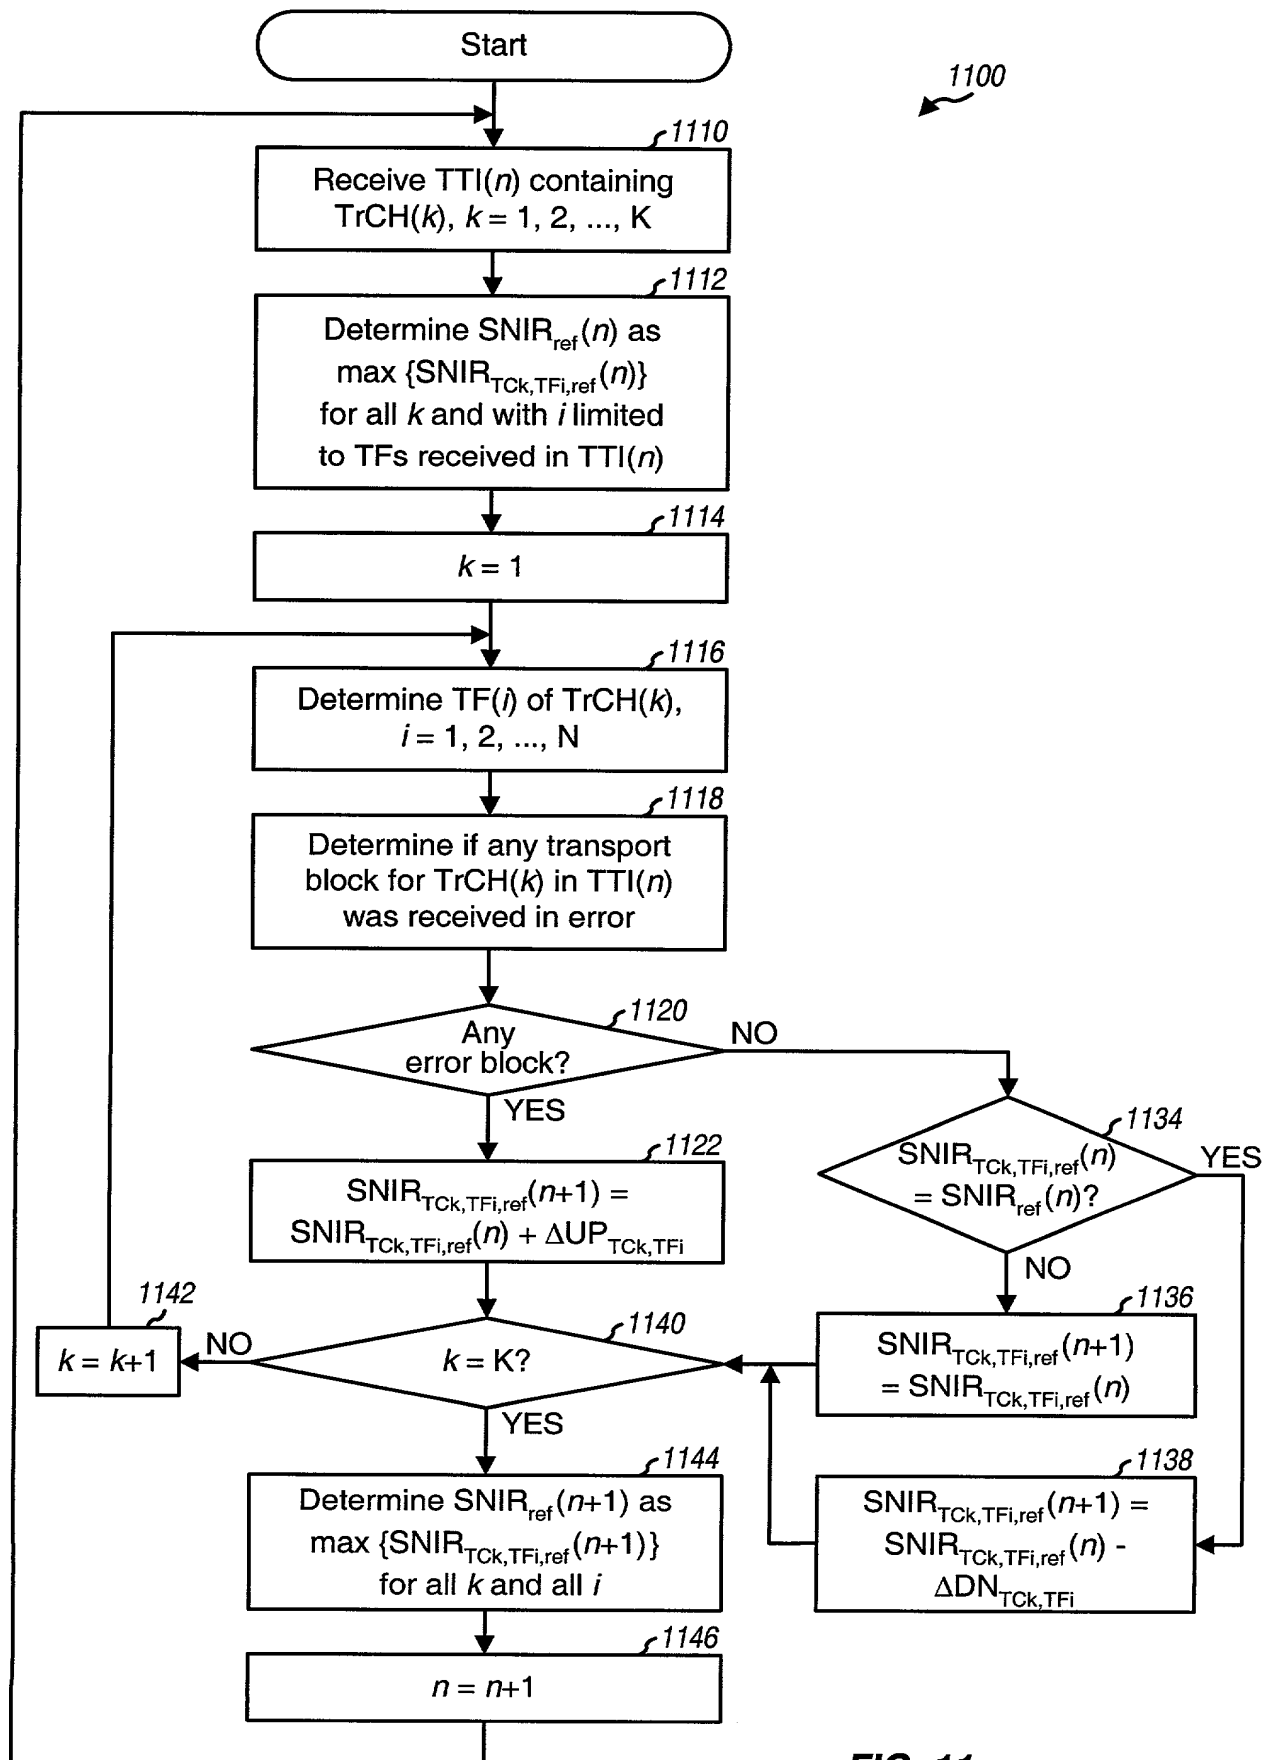 Start
1100
1110
Receive TTI(n) containing
TrCH(k), k = 1, 2, ..., K
1112
Determine SNIRref(n) as
max {SNIRTCk,TFi,ref(n)}
for all k and with i limited
to TFs received in TTI(n)
1114
k = 1
1116
Determine TF(i) of TrCH(k),
i = 1, 2, ..., N
1118
Determine if any transport
block for TrCH(k) in TTI(n)
was received in error
1120
Any
error block?
NO
YES
1134
SNIRTCk,TFi,ref(n)
= SNIRref(n)?
YES
NO
1122
SNIRTCk,TFi,ref(n+1) =
SNIRTCk,TFi,ref(n) + ΔUPTCk,TFi
1136
SNIRTCk,TFi,ref(n+1)
= SNIRTCk,TFi,ref(n)
1142
k = k+1
NO
1140
k = K?
YES
1138
SNIRTCk,TFi,ref(n+1) =
SNIRTCk,TFi,ref(n) -
ΔDNTCk,TFi
1144
Determine SNIRref(n+1) as
max {SNIRTCk,TFi,ref(n+1)}
for all k and all i
1146
n = n+1
FIG. 11